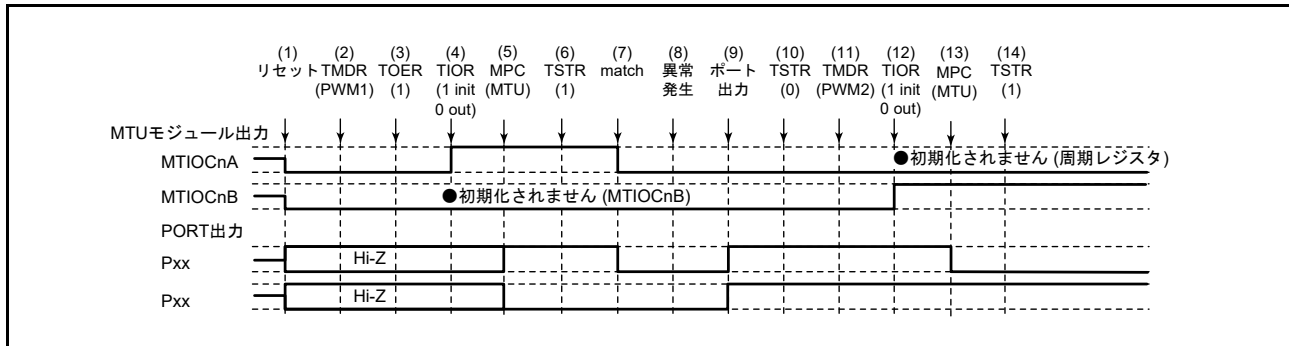 (1) (2) (3) (4) (5) (6) (7) (8) (9) (10) (11) (12) (13) (14)
リセット TMDR TOER TIOR MPC TSTR match 異常 ポート TSTR TMDR TIOR MPC TSTR
(PWM1) (1) (1 init (MTU) (1) 発生 出力 (0) (PWM2) (1 init (MTU) (1)
0 out) 0 out)
MTUモジュール出力
MTIOCnA ●初期化されません (周期レジスタ)
MTIOCnB ●初期化されません (MTIOCnB)
PORT出力
Pxx Hi-Z
Pxx Hi-Z